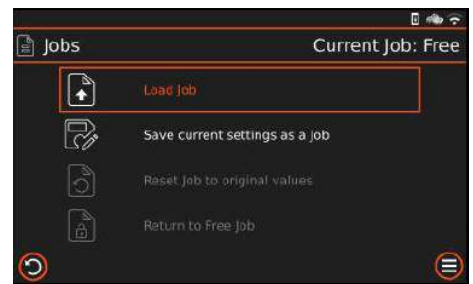 Jobs
Current Job: Free
Load Job
Save current settings as a job
Reset Job to original values
Return to Free Job